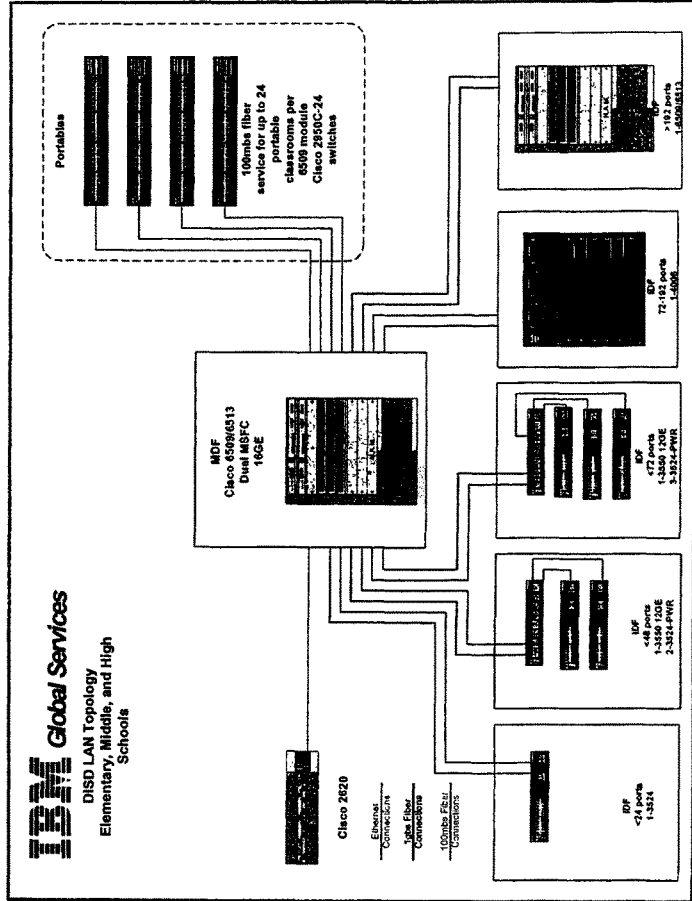 IBM Global Services
DISD LAN Topology
Elementary, Middle, and High
Schools
Portables
100mbs fiber
service for up to 24
portable
classrooms per
6509 module
Cisco 2950C-24
switches
MDF
Cisco 6509/6513
Dual MSFC
16GE
Cisco 2620
Ethernet
Connections
1gbs Fiber
Connections
100mbs Fiber
Connections
IDF
<24 ports
1-3524
IDF
<48 ports
1-3550 12GE
2-3524-PWR
IDF
<72 ports
1-3550 12GE
3-3524-PWR
IDF
72-192 ports
1-4006
IDF
>192 ports
1-6509/6513